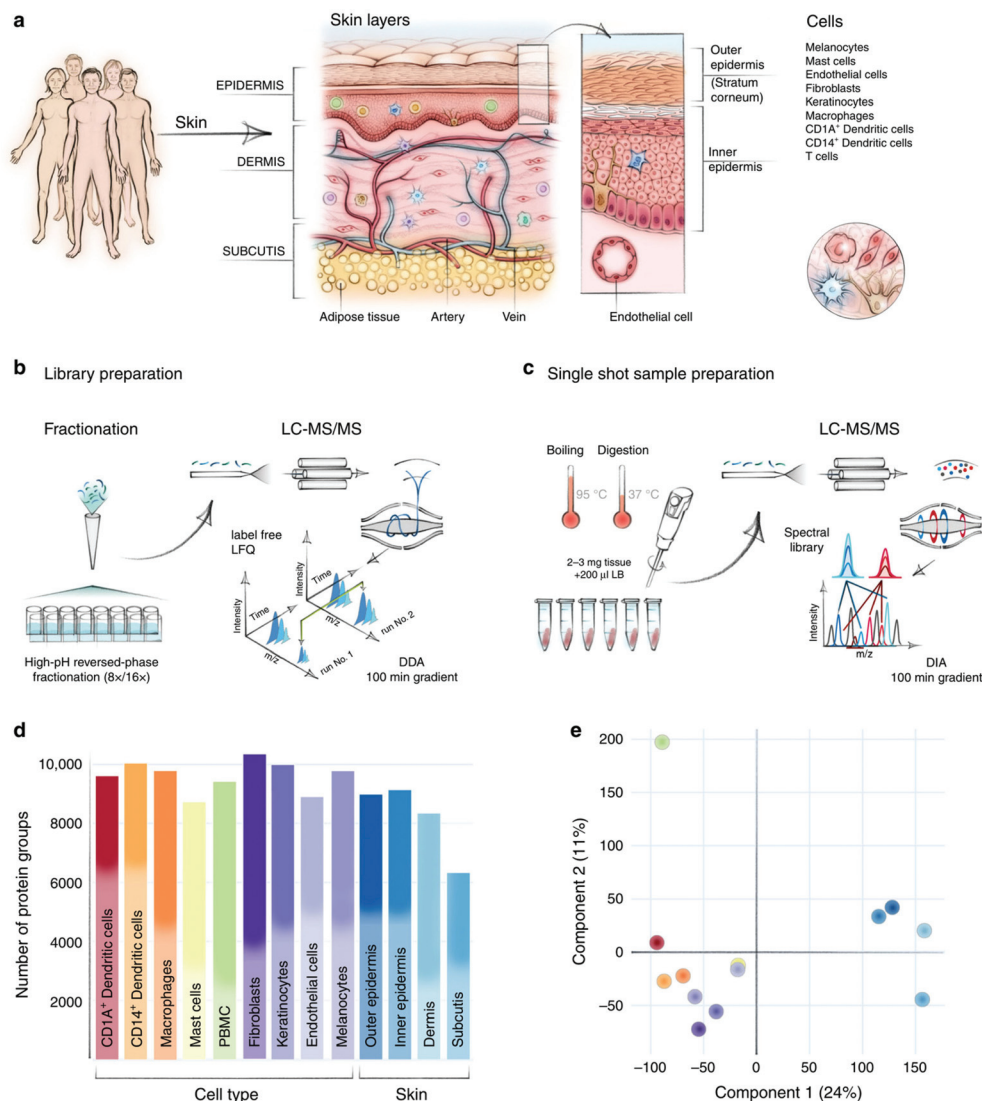 a
Skin layers
Cells
Melanocytes
Mast cells
Endothelial cells
Fibroblasts
Keratinocytes
Macrophages
CD1A⁺ Dendritic cells
CD14⁺ Dendritic cells
T cells
Skin
EPIDERMIS
DERMIS
SUBCUTIS
Outer
epidermis
(Stratum
corneum)
Inner
epidermis
Adipose tissue
Artery
Vein
Endothelial cell
b
Library preparation
Fractionation
LC-MS/MS
label free
LFQ
Intensity
Time
m/z
run No. 1
Intensity
Time
m/z
run No. 2
High-pH reversed-phase
fractionation (8×/16×)
DDA
100 min gradient
c
Single shot sample preparation
LC-MS/MS
Boiling
Digestion
95 °C
37 °C
2–3 mg tissue
+200 µl LB
Spectral
library
Intensity
m/z
DIA
100 min gradient
d
Number of protein groups
10,000
8000
6000
4000
2000
CD1A⁺ Dendritic cells
CD14⁺ Dendritic cells
Macrophages
Mast cells
PBMC
Fibroblasts
Keratinocytes
Endothelial cells
Melanocytes
Outer epidermis
Inner epidermis
Dermis
Subcutis
Cell type
Skin
e
Component 2 (11%)
200
150
100
50
0
−50
−100
−50
0
50
100
150
Component 1 (24%)